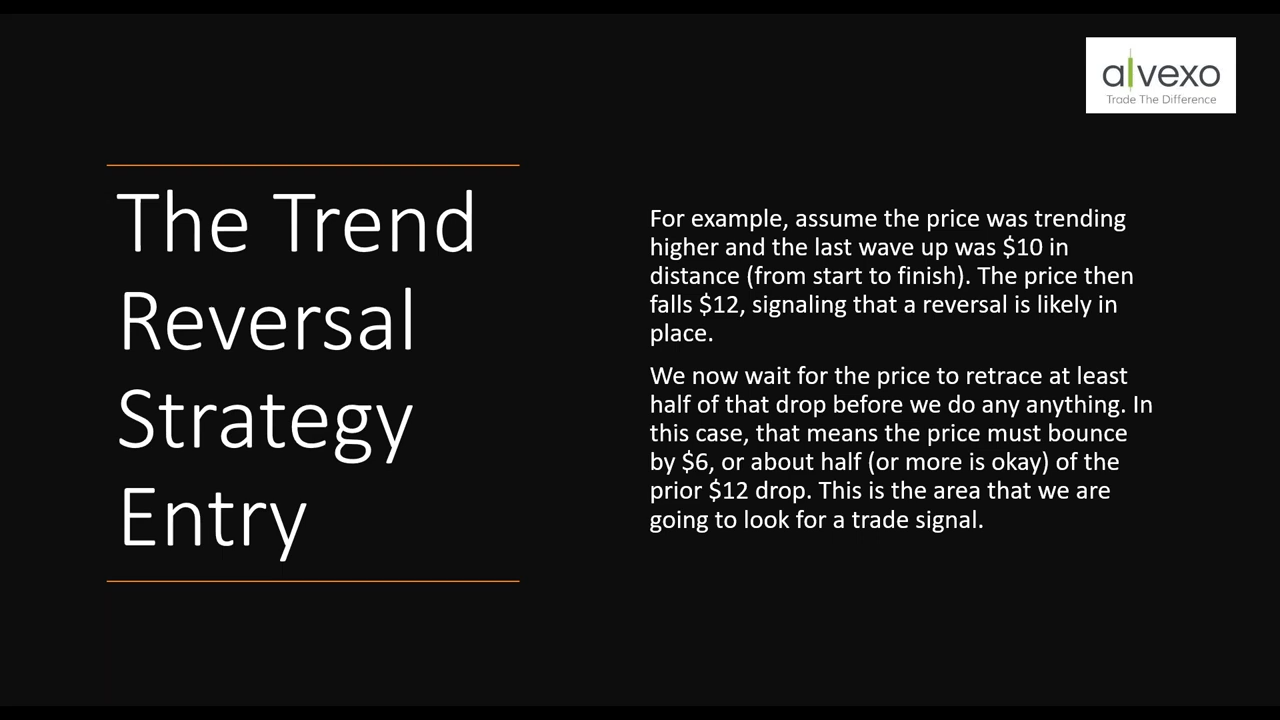 alvexo
Trade The Difference
The Trend
Reversal
Strategy
Entry
For example, assume the price was trending
higher and the last wave up was $10 in
distance (from start to finish). The price then
falls $12, signaling that a reversal is likely in
place.
We now wait for the price to retrace at least
half of that drop before we do any anything. In
this case, that means the price must bounce
by $6, or about half (or more is okay) of the
prior $12 drop. This is the area that we are
going to look for a trade signal.